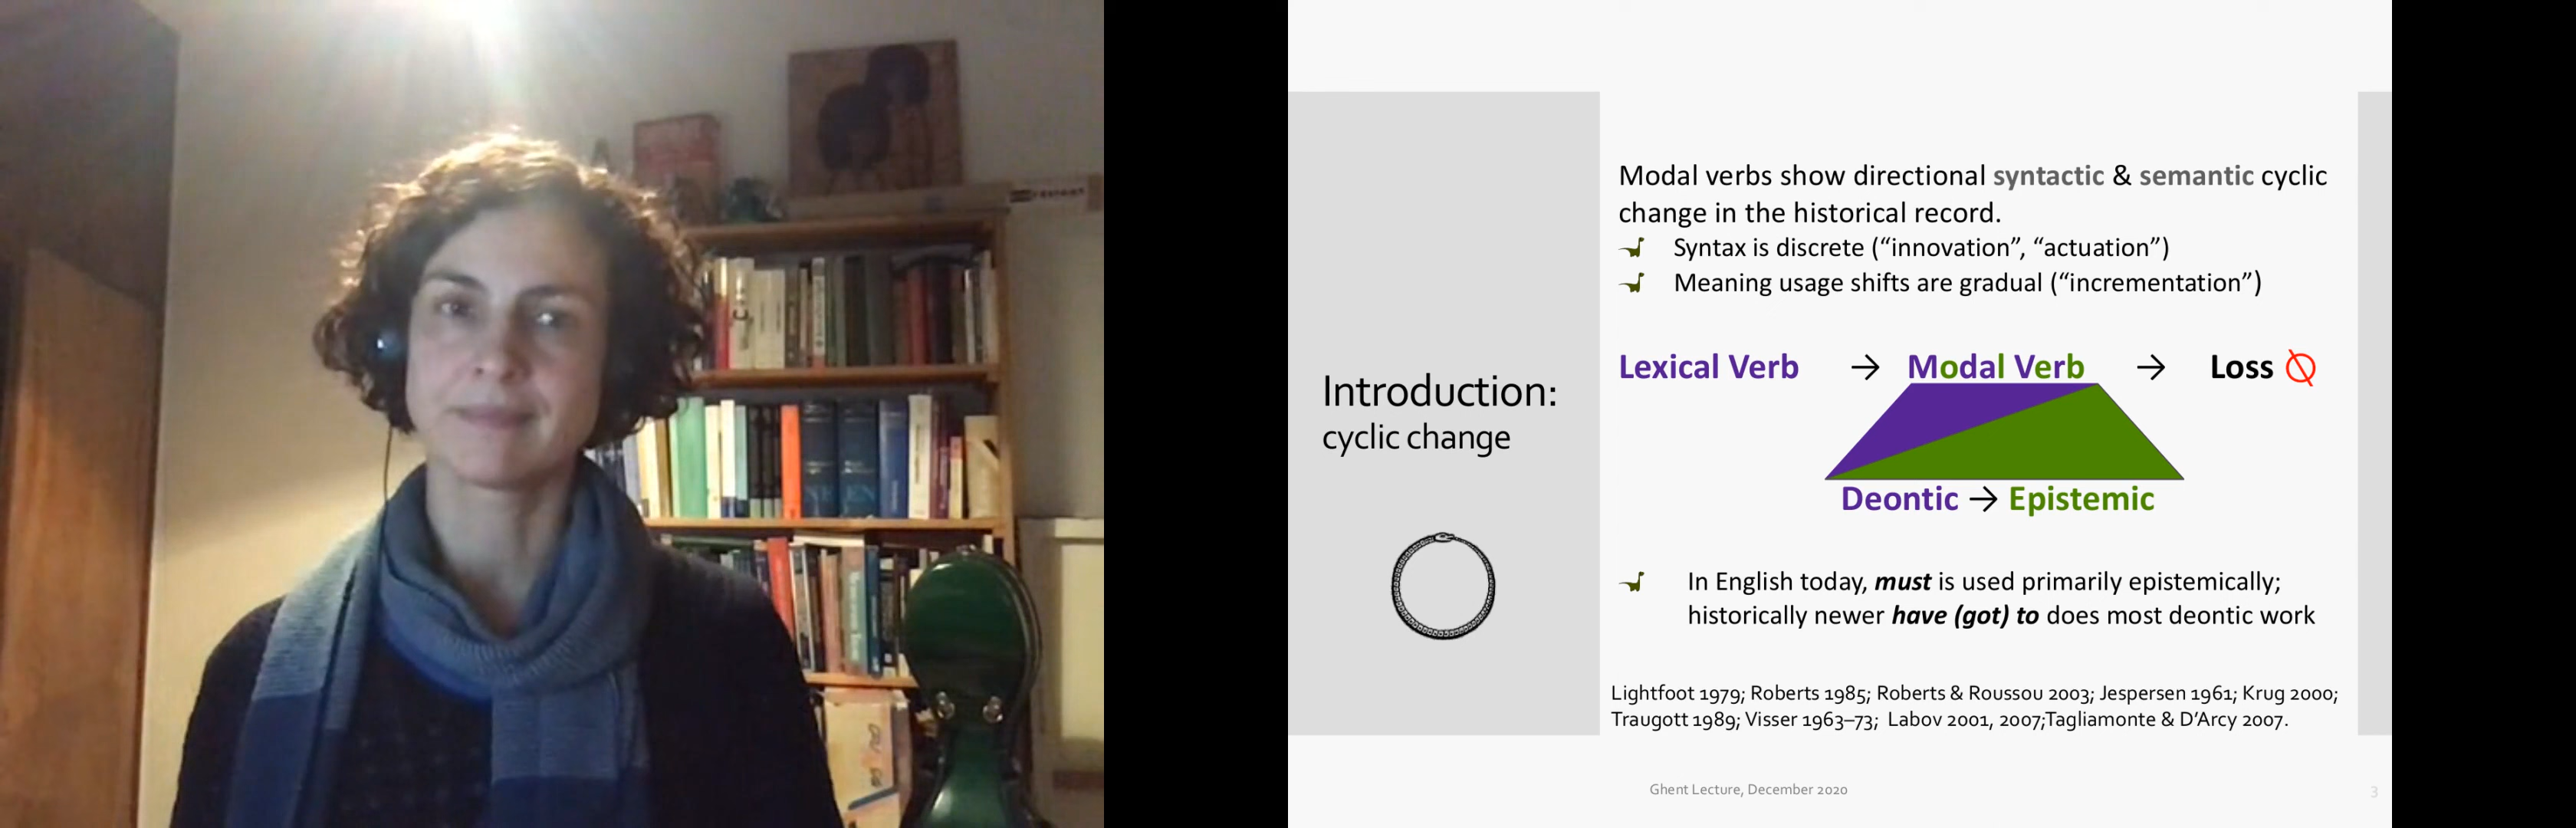 Introduction:
cyclic change
Modal verbs show directional syntactic & semantic cyclic
change in the historical record.
Syntax is discrete (“innovation”, “actuation”)
Meaning usage shifts are gradual (“incrementation”)
Lexical Verb → Modal Verb → Loss
Deontic → Epistemic
In English today, must is used primarily epistemically;
historically newer have (got) to does most deontic work
Lightfoot 1979; Roberts 1985; Roberts & Roussou 2003; Jespersen 1961; Krug 2000;
Traugott 1989; Visser 1963–73; Labov 2001, 2007;Tagliamonte & D’Arcy 2007.
Ghent Lecture, December 2020
3